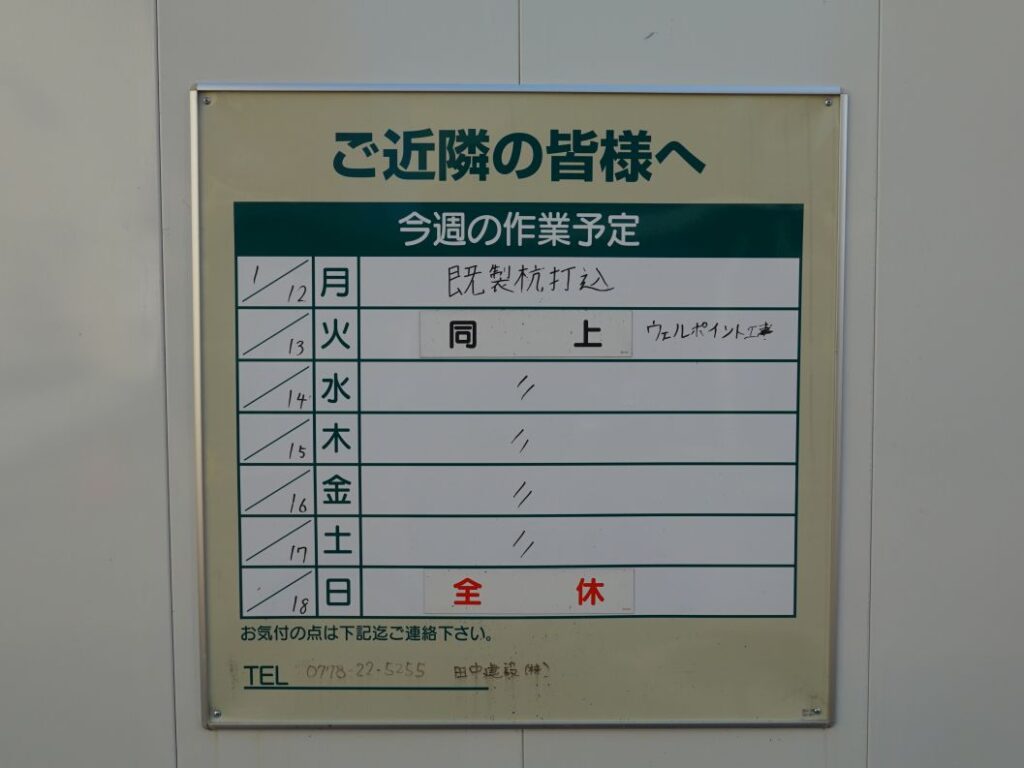 ご近隣の皆様へ
今週の作業予定
1/12 月 既製杭打込
/13 火 同上 ウェルポイント工事
/14 水 〃
/15 木 〃
/16 金 〃
/17 土 〃
/18 日 全休
お気付の点は下記迄ご連絡下さい。
TEL 0778-22-5255 田中建設(株)